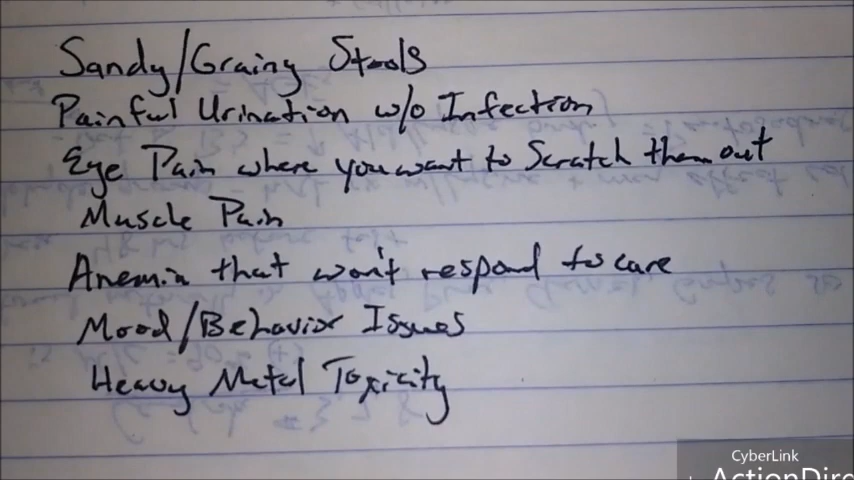 Sandy/Grainy Stools
Painful Urination w/o Infection
Eye Pain where you want to Scratch them out
Muscle Pain
Anemia that won't respond to care
Mood/Behavior Issues
Heavy Metal Toxicity
CyberLink
ActionDire